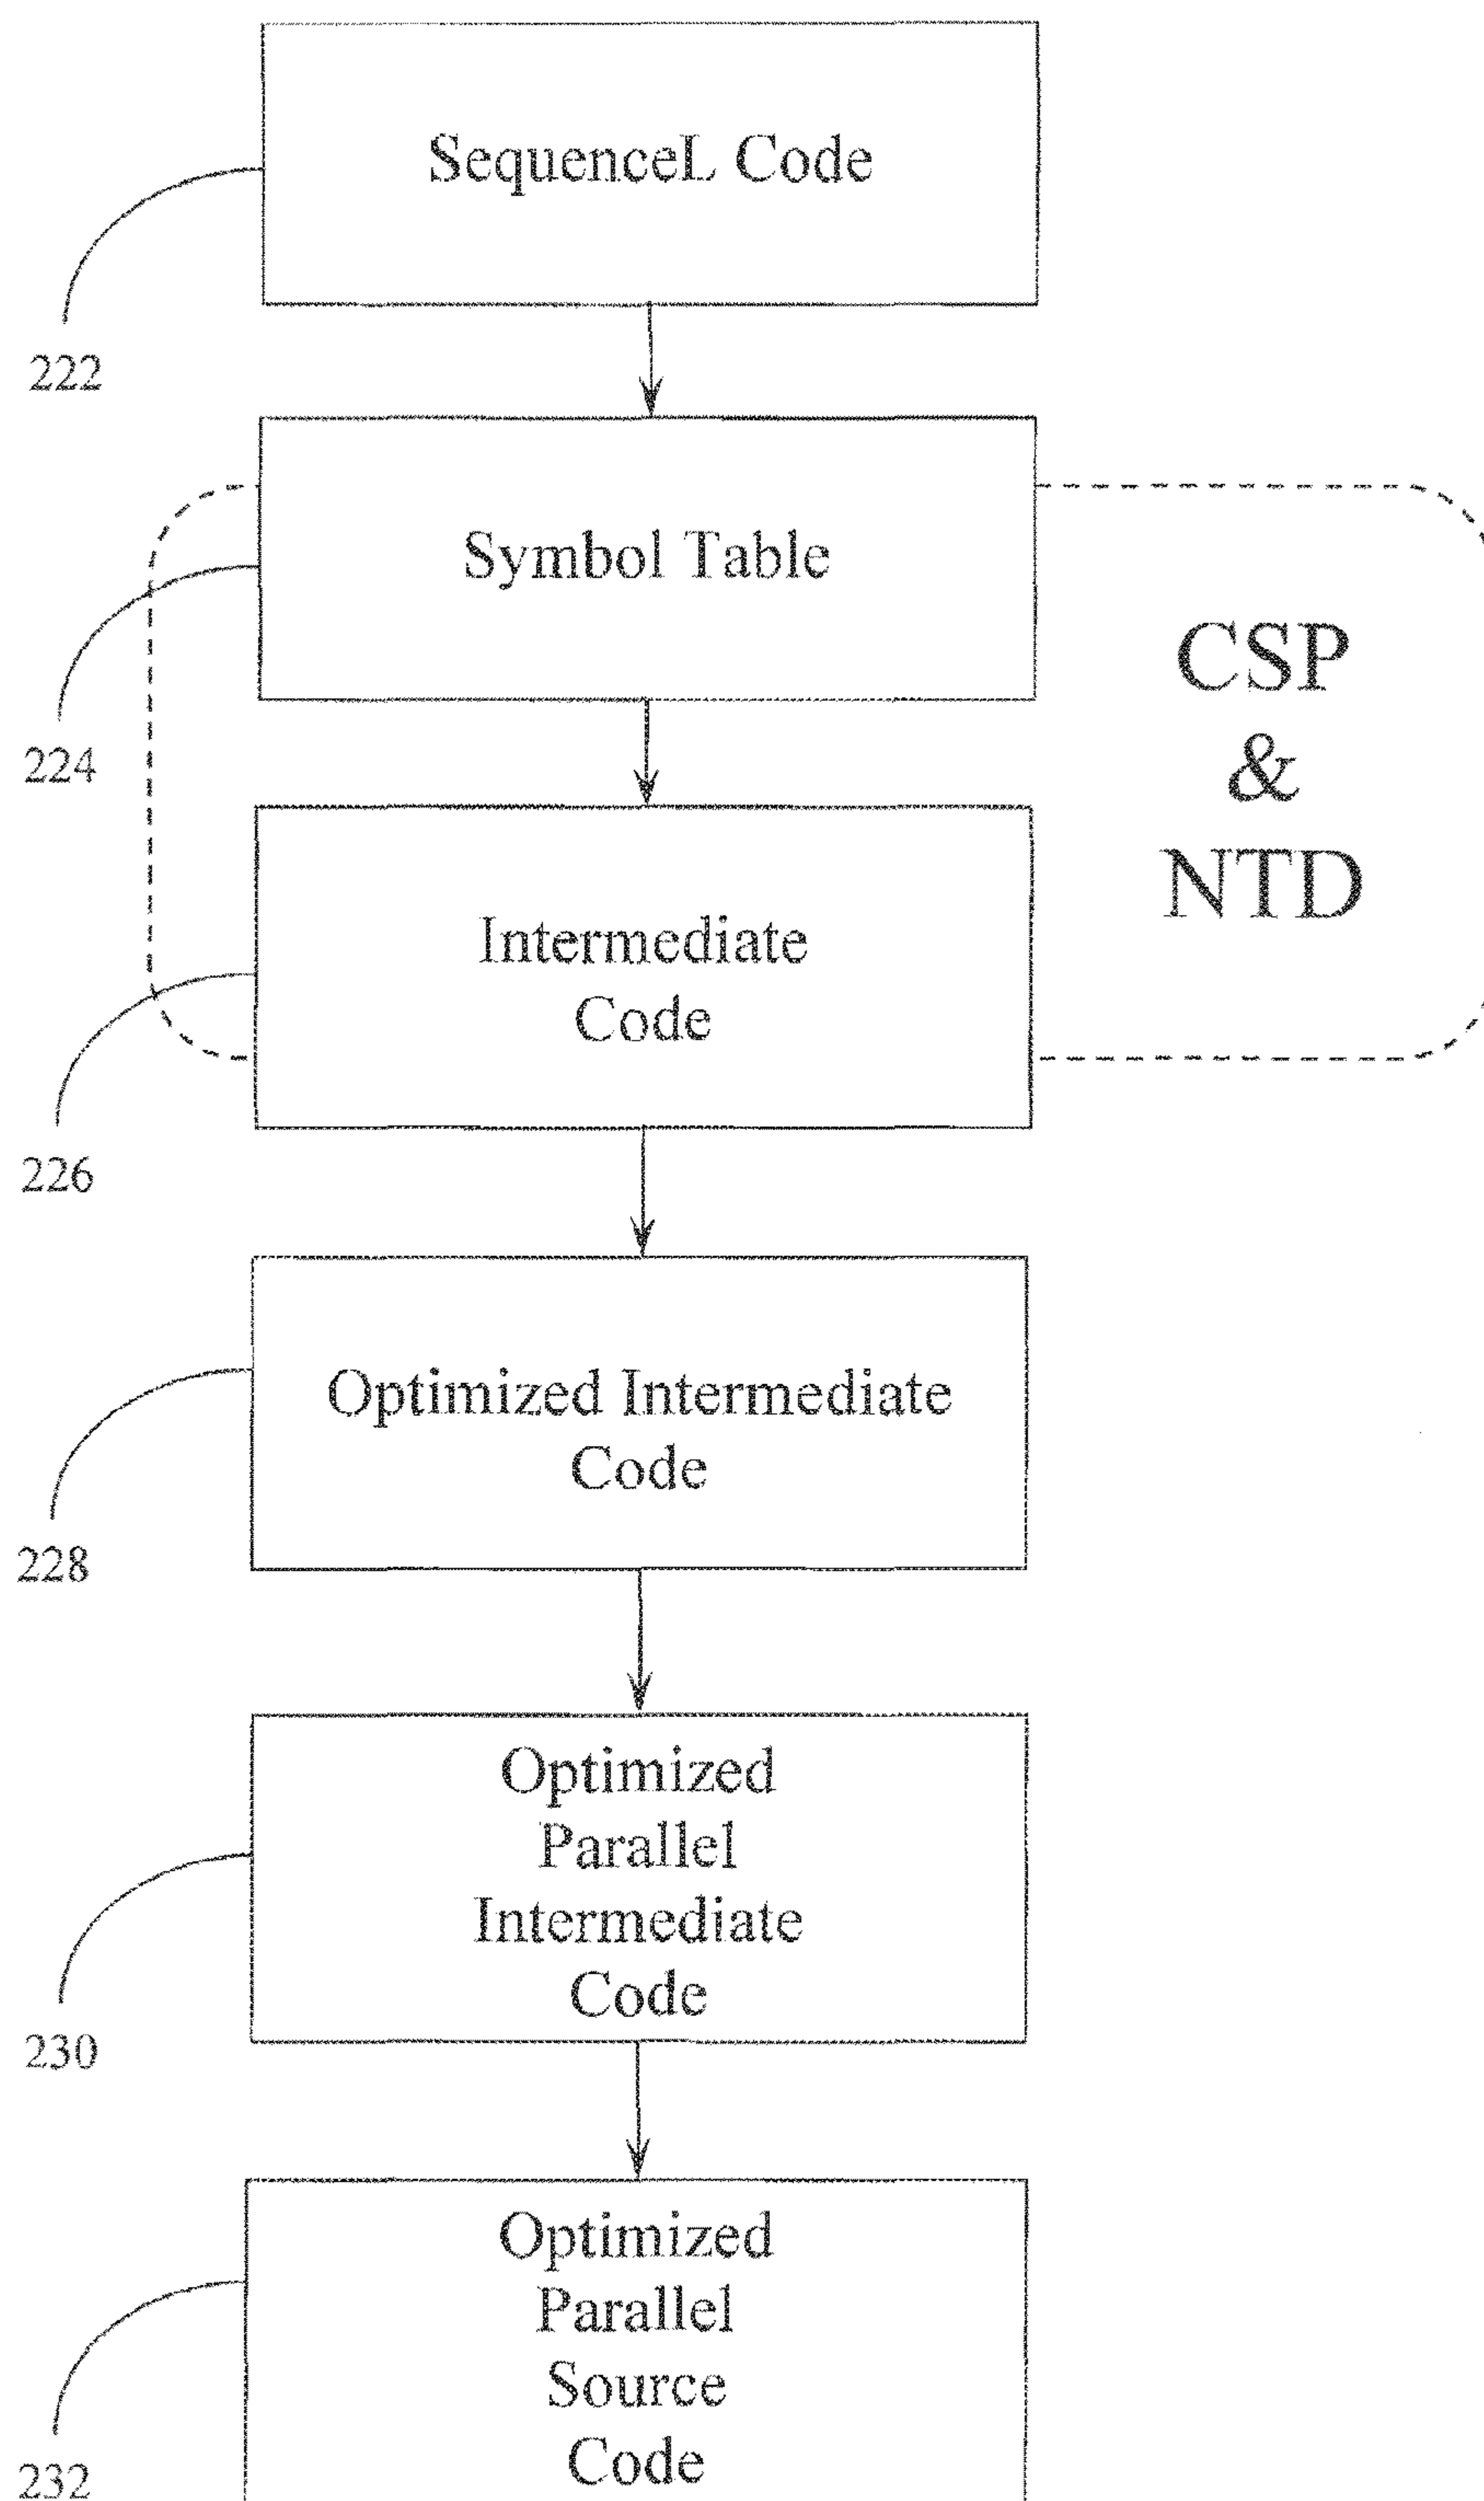 SequenceL Code
222
Symbol Table
224
CSP
&
NTD
Intermediate
Code
226
Optimized Intermediate
Code
228
Optimized
Parallel
Intermediate
Code
230
Optimized
Parallel
Source
Code
232